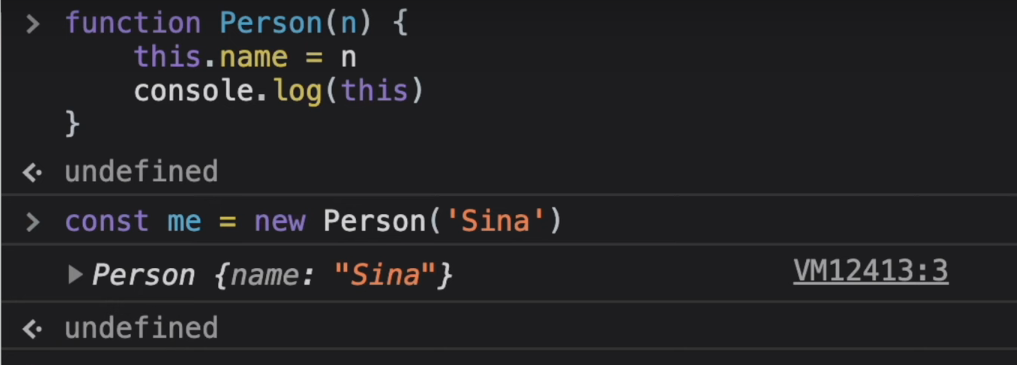 > function Person(n) {
this.name = n
console.log(this)
}
undefined
> const me = new Person('Sina')
Person {name: "Sina"} VM12413:3
undefined